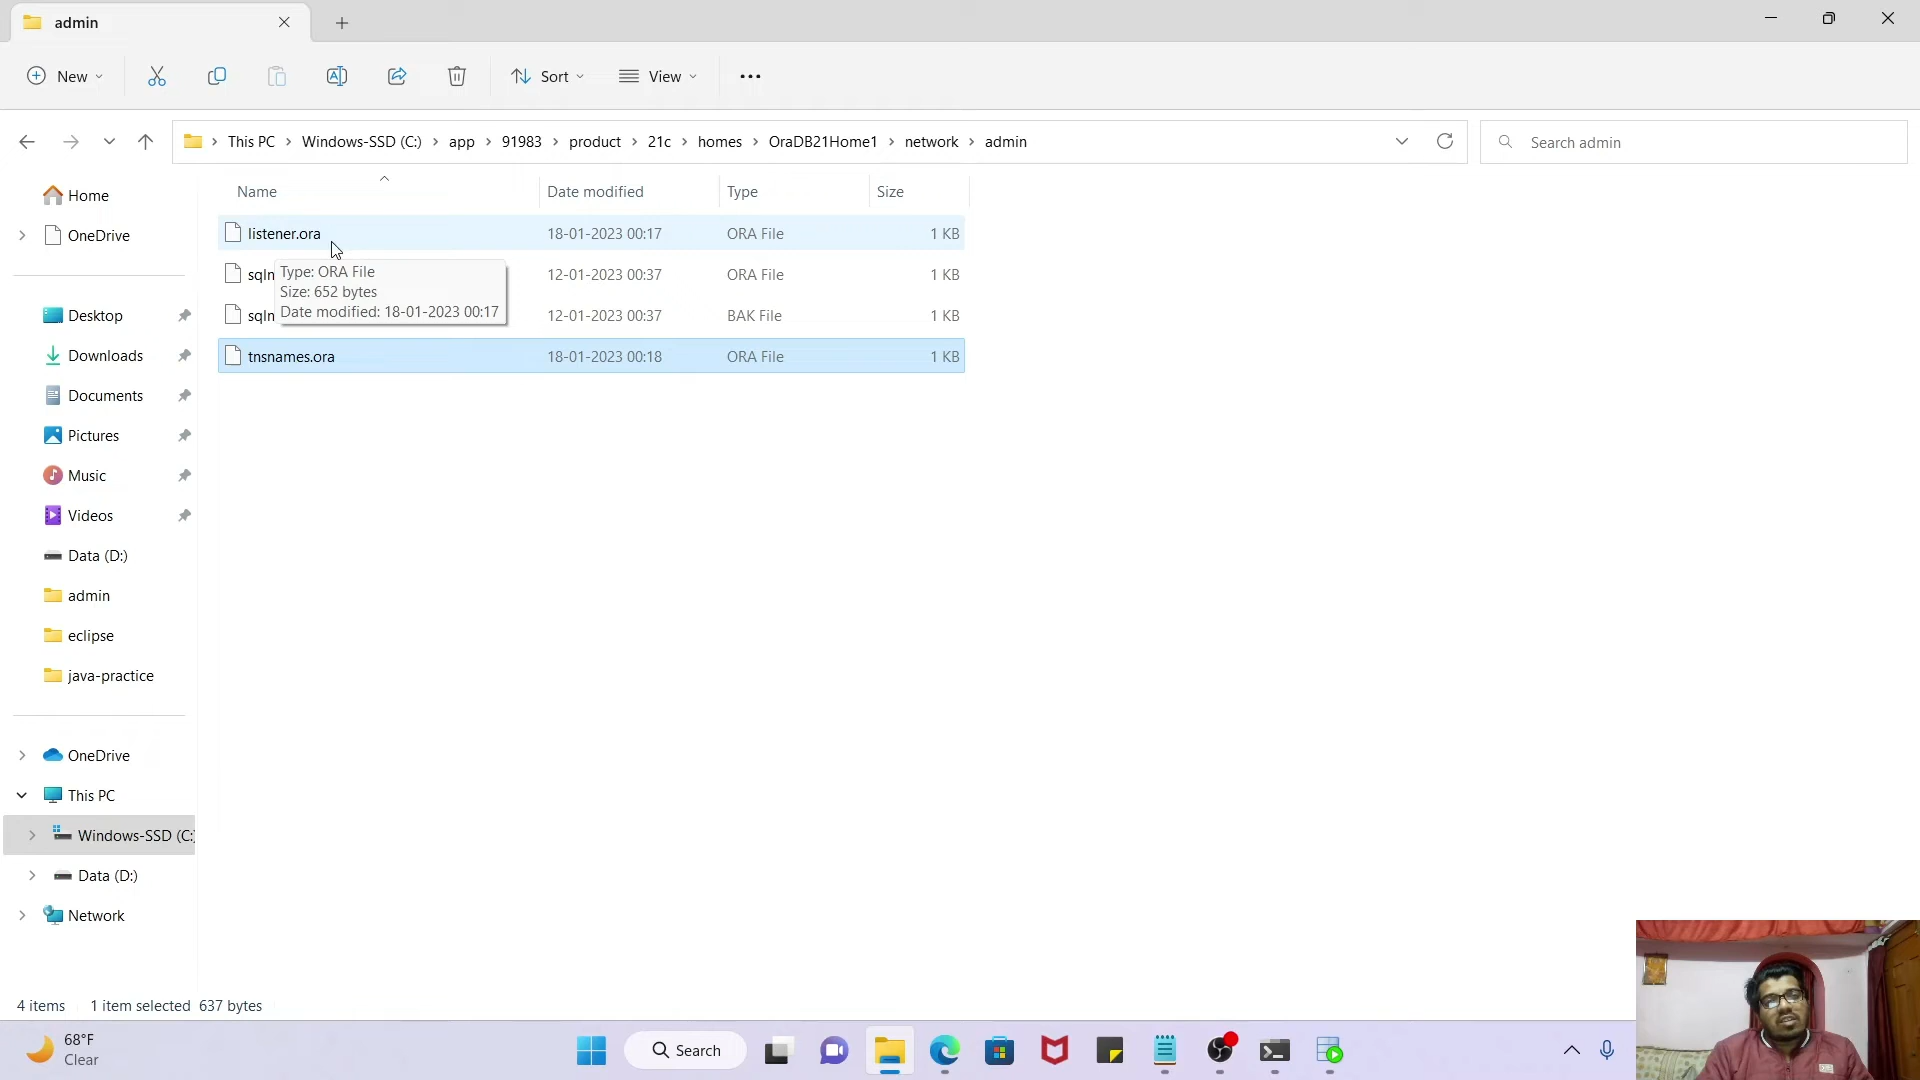 admin
New
Sort
View
This PC
Windows-SSD (C:)
app
91983
product
21c
homes
OraDB21Home1
network
admin
Search admin
Name
Date modified
Type
Size
listener.ora
18-01-2023 00:17
ORA File
1 KB
sqln
12-01-2023 00:37
ORA File
1 KB
sqln
12-01-2023 00:37
BAK File
1 KB
tnsnames.ora
18-01-2023 00:18
ORA File
1 KB
Type: ORA File
Size: 652 bytes
Date modified: 18-01-2023 00:17
Home
OneDrive
Desktop
Downloads
Documents
Pictures
Music
Videos
Data (D:)
admin
eclipse
java-practice
OneDrive
This PC
Windows-SSD (C:)
Data (D:)
Network
4 items
1 item selected 637 bytes
68°F
Clear
Search